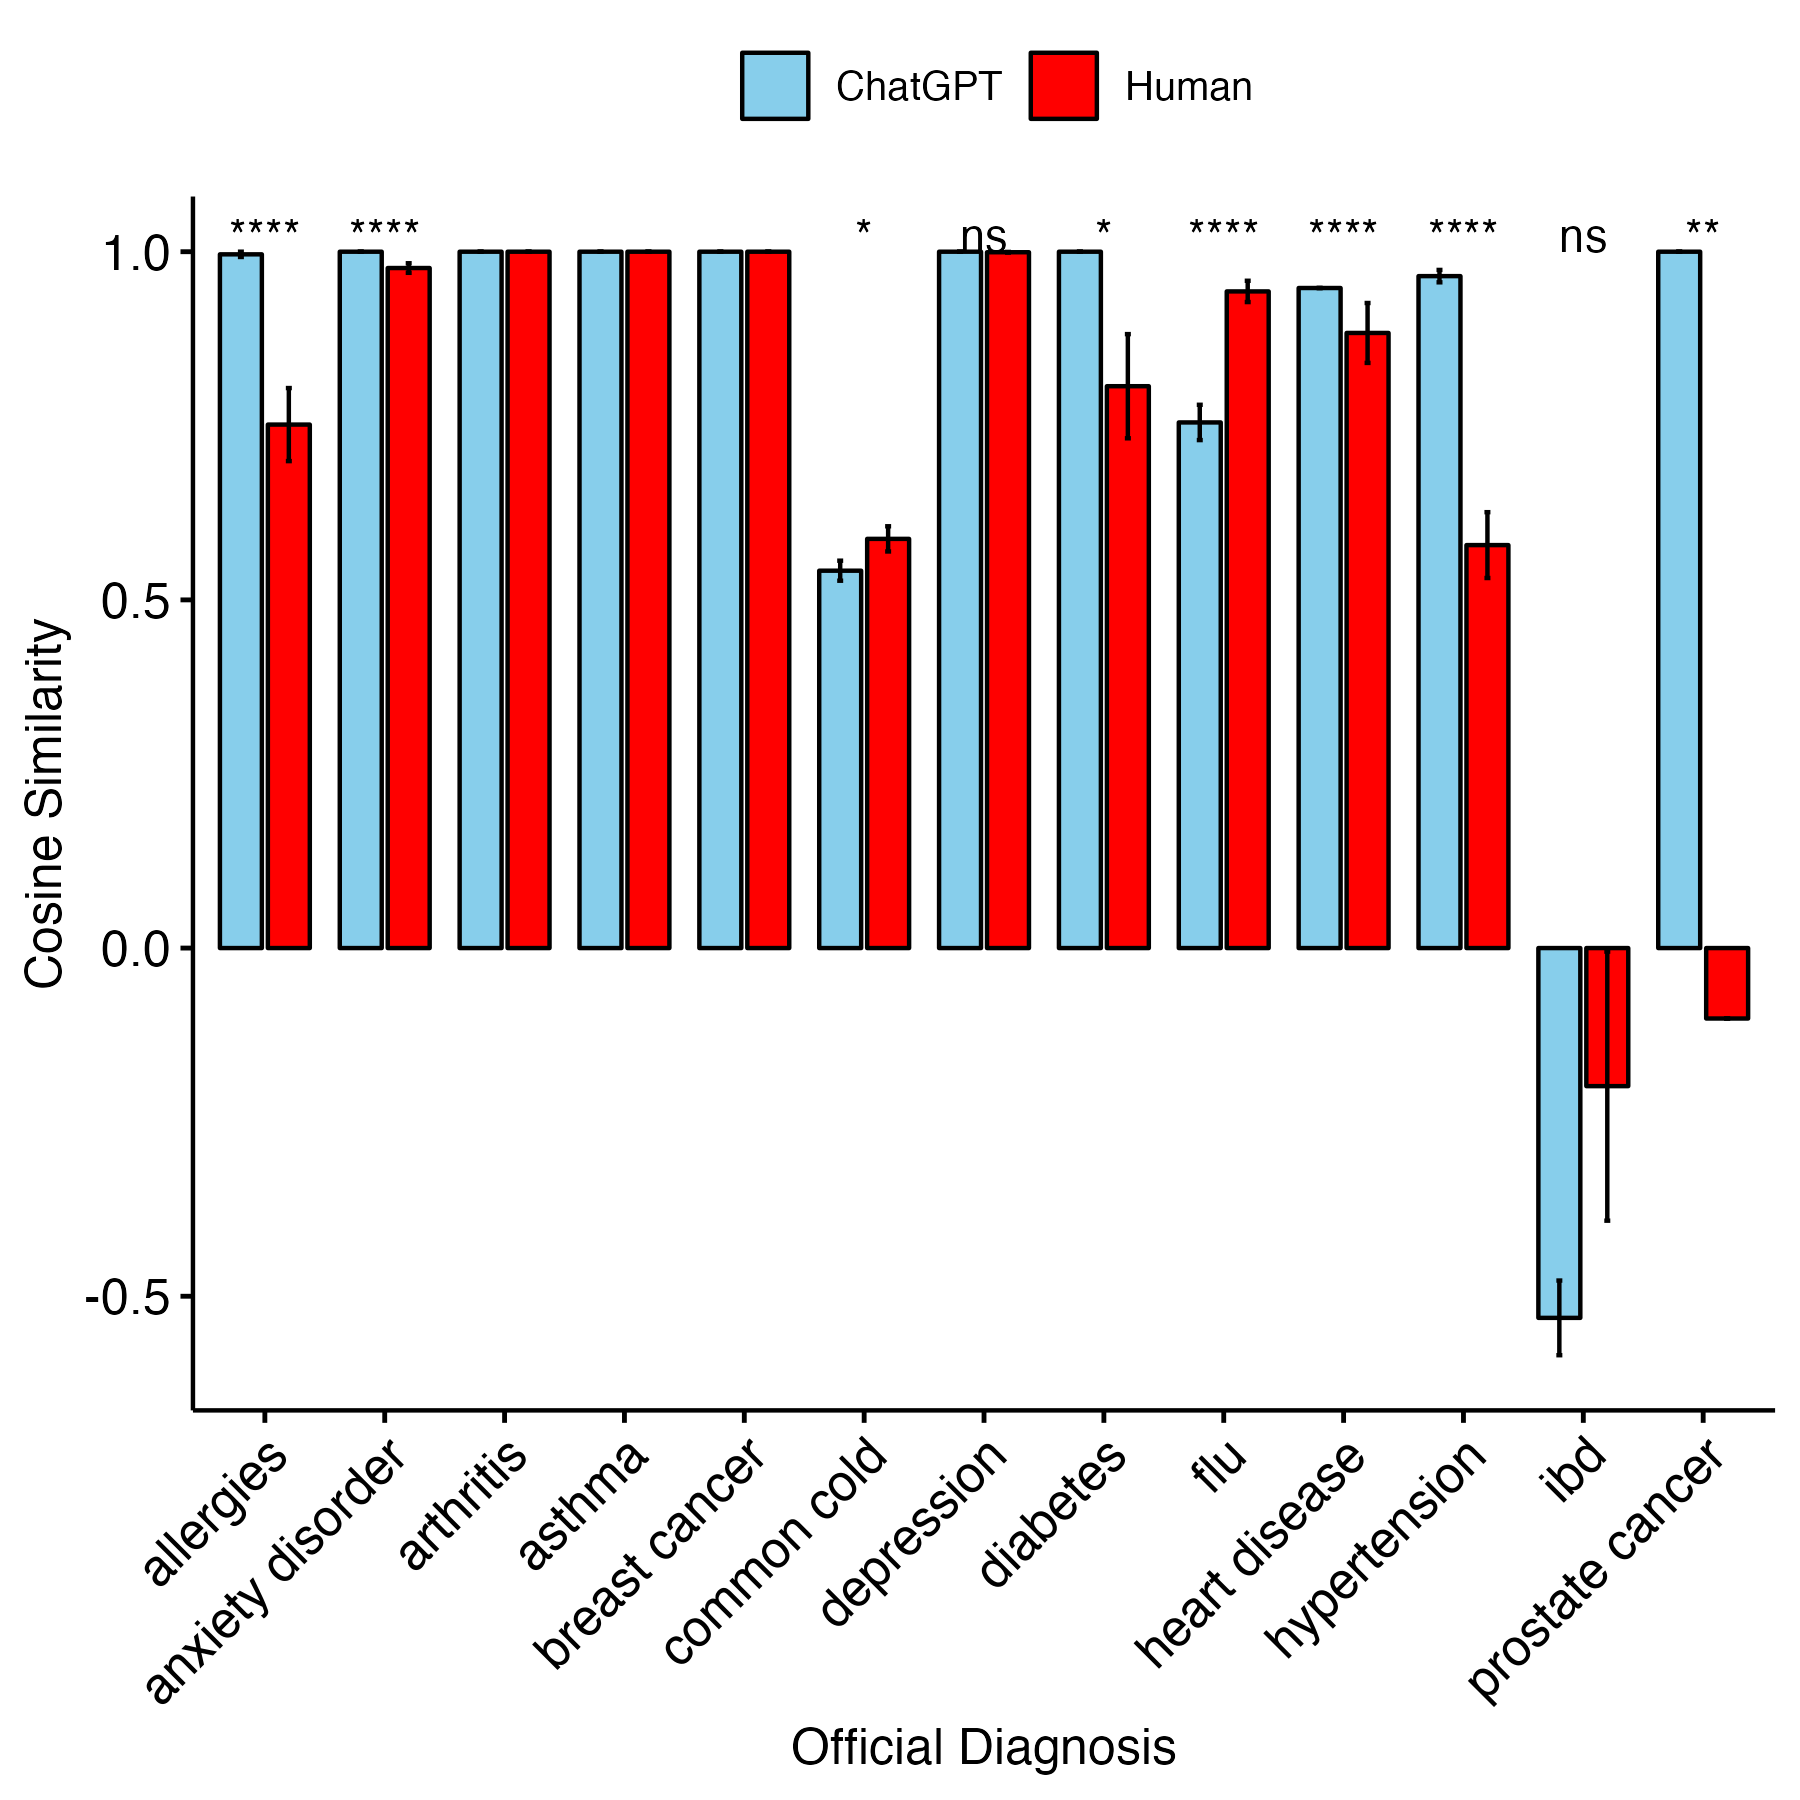 ChatGPT Human
**** **** * ns * **** **** **** ns **
1.0
0.5
0.0
-0.5
Cosine Similarity
allergies
anxiety disorder
arthritis
asthma
breast cancer
common cold
depression
diabetes
flu
heart disease
hypertension
ibd
prostate cancer
Official Diagnosis